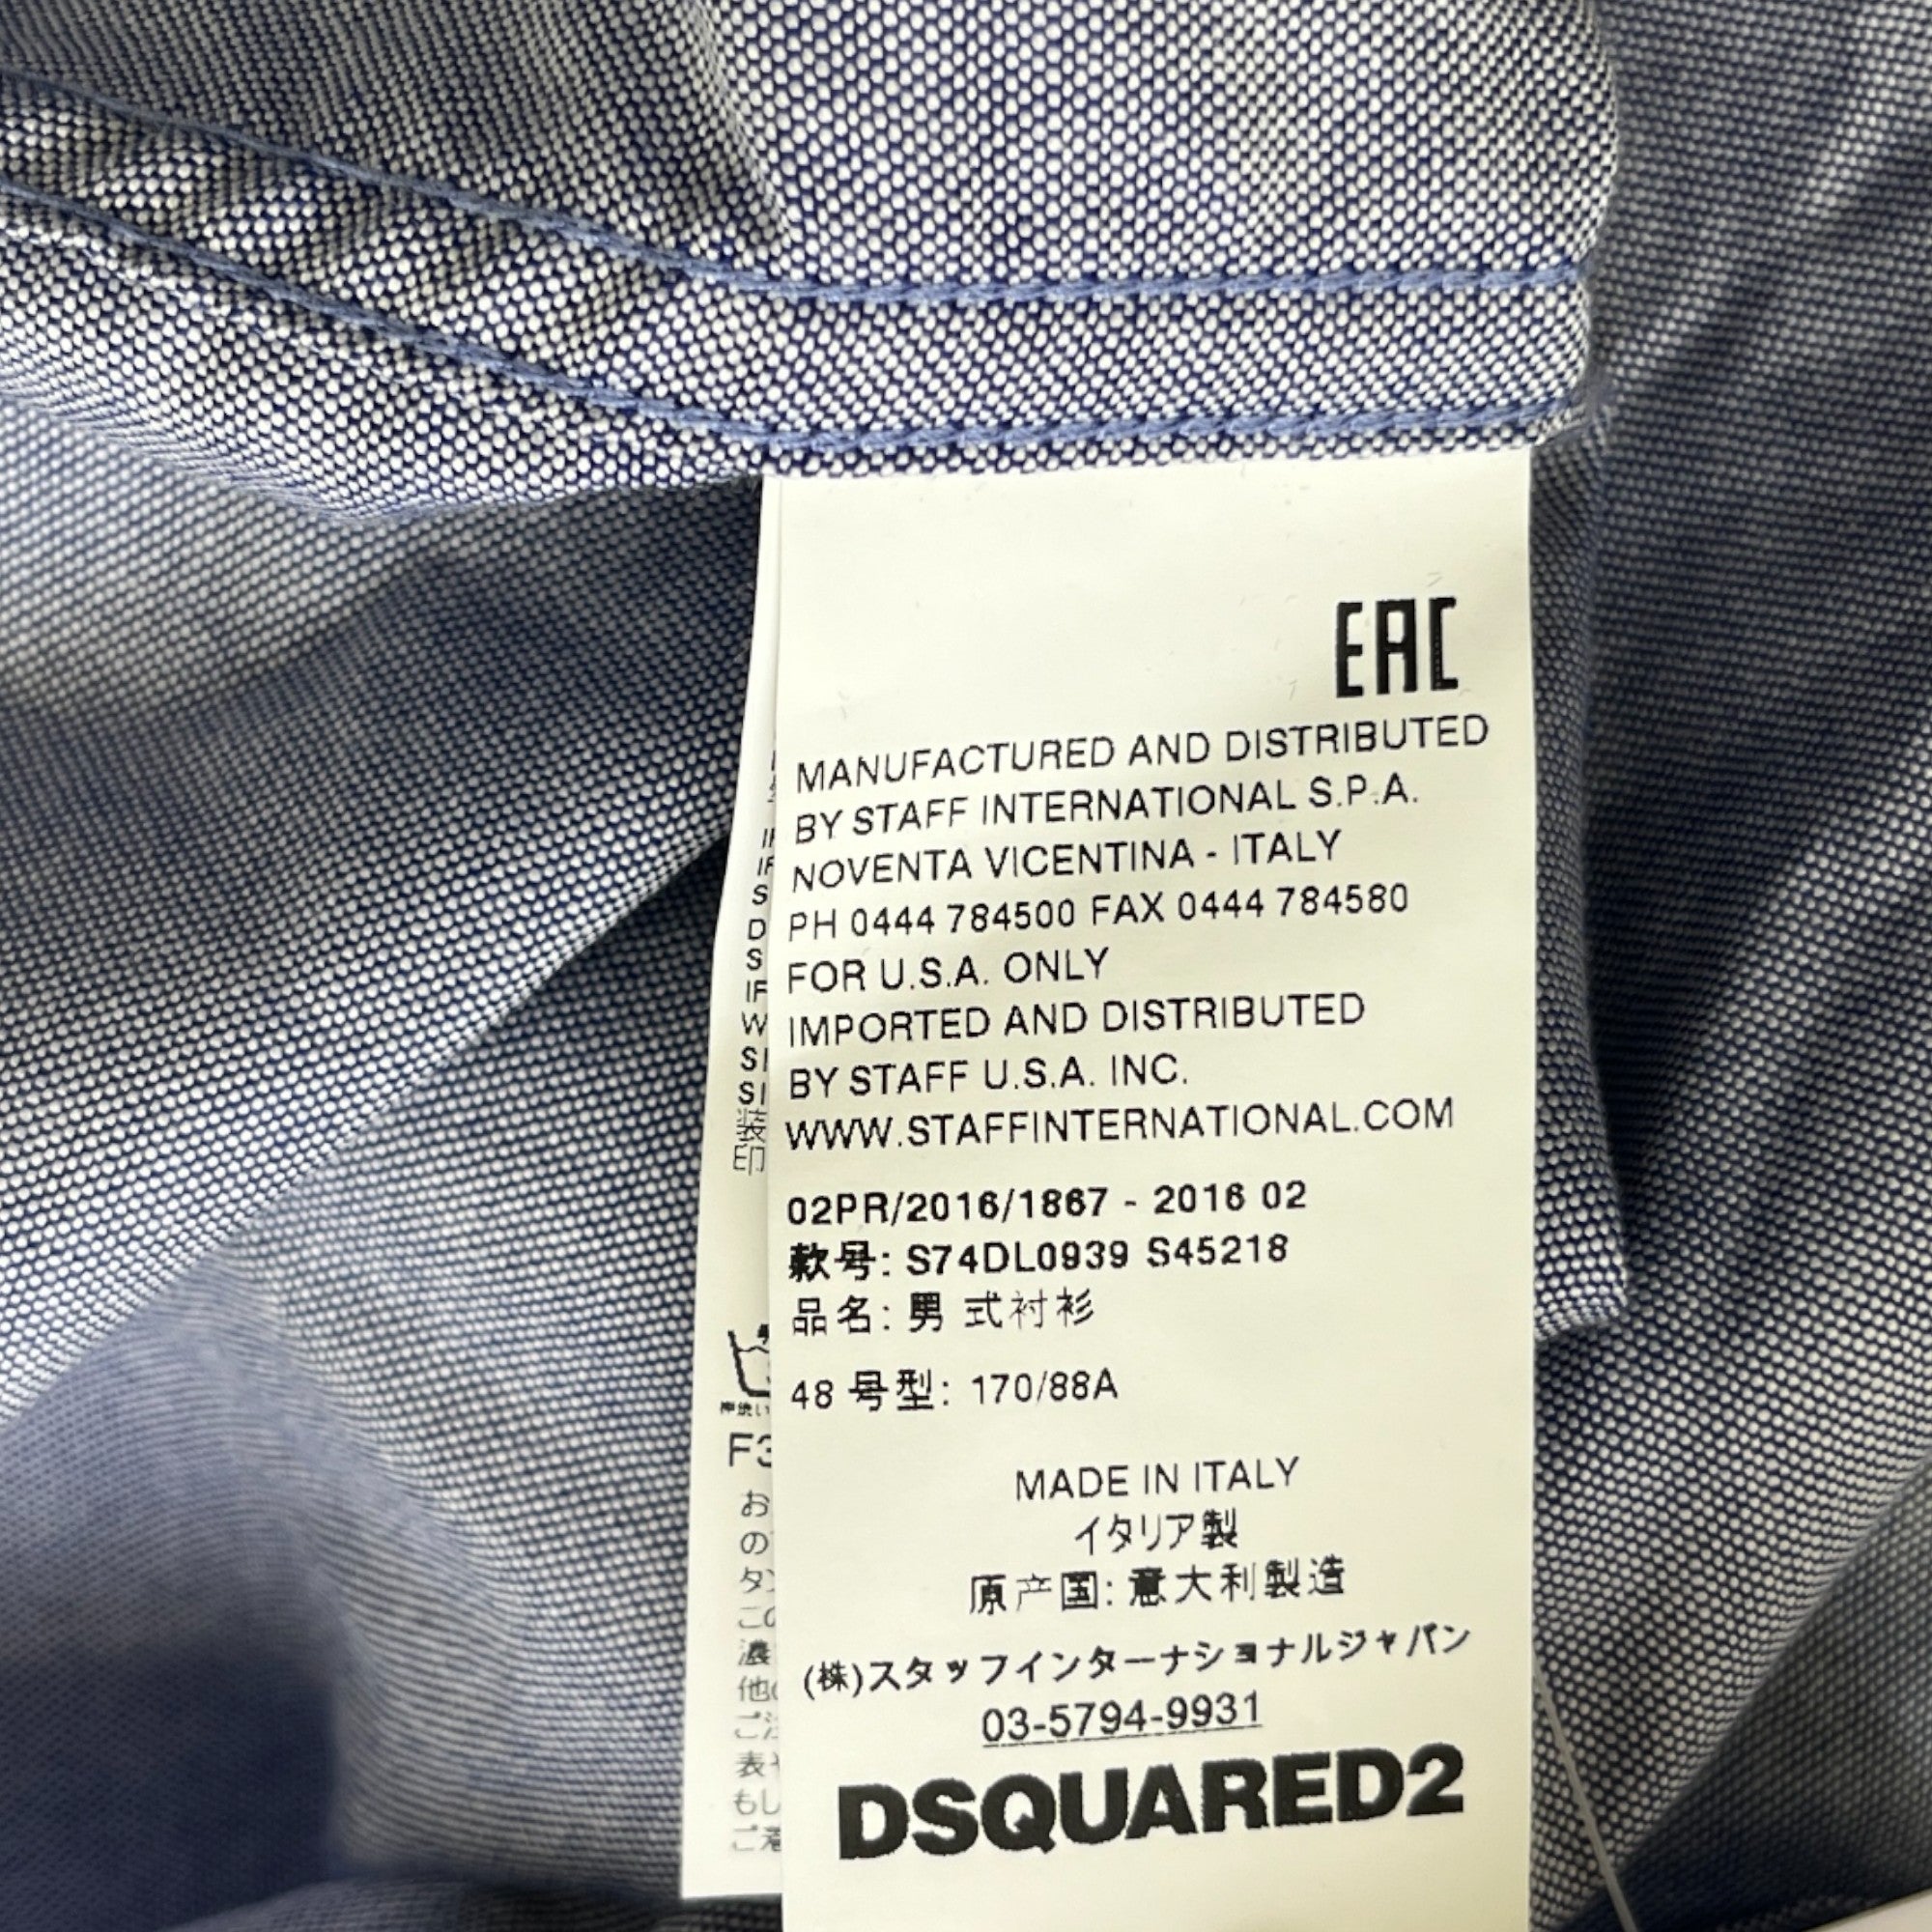 EAC
MANUFACTURED AND DISTRIBUTED
BY STAFF INTERNATIONAL S.P.A.
NOVENTA VICENTINA - ITALY
PH 0444 784500 FAX 0444 784580
FOR U.S.A. ONLY
IMPORTED AND DISTRIBUTED
BY STAFF U.S.A. INC.
WWW.STAFFINTERNATIONAL.COM
02PR/2016/1867 - 2016 02
款号: S74DL0939 S45218
品名: 男 式衬衫
48 号型: 170/88A
MADE IN ITALY
イタリア製
原产国: 意大利製造
(株)スタッフインターナショナルジャパン
03-5794-9931
DSQUARED2